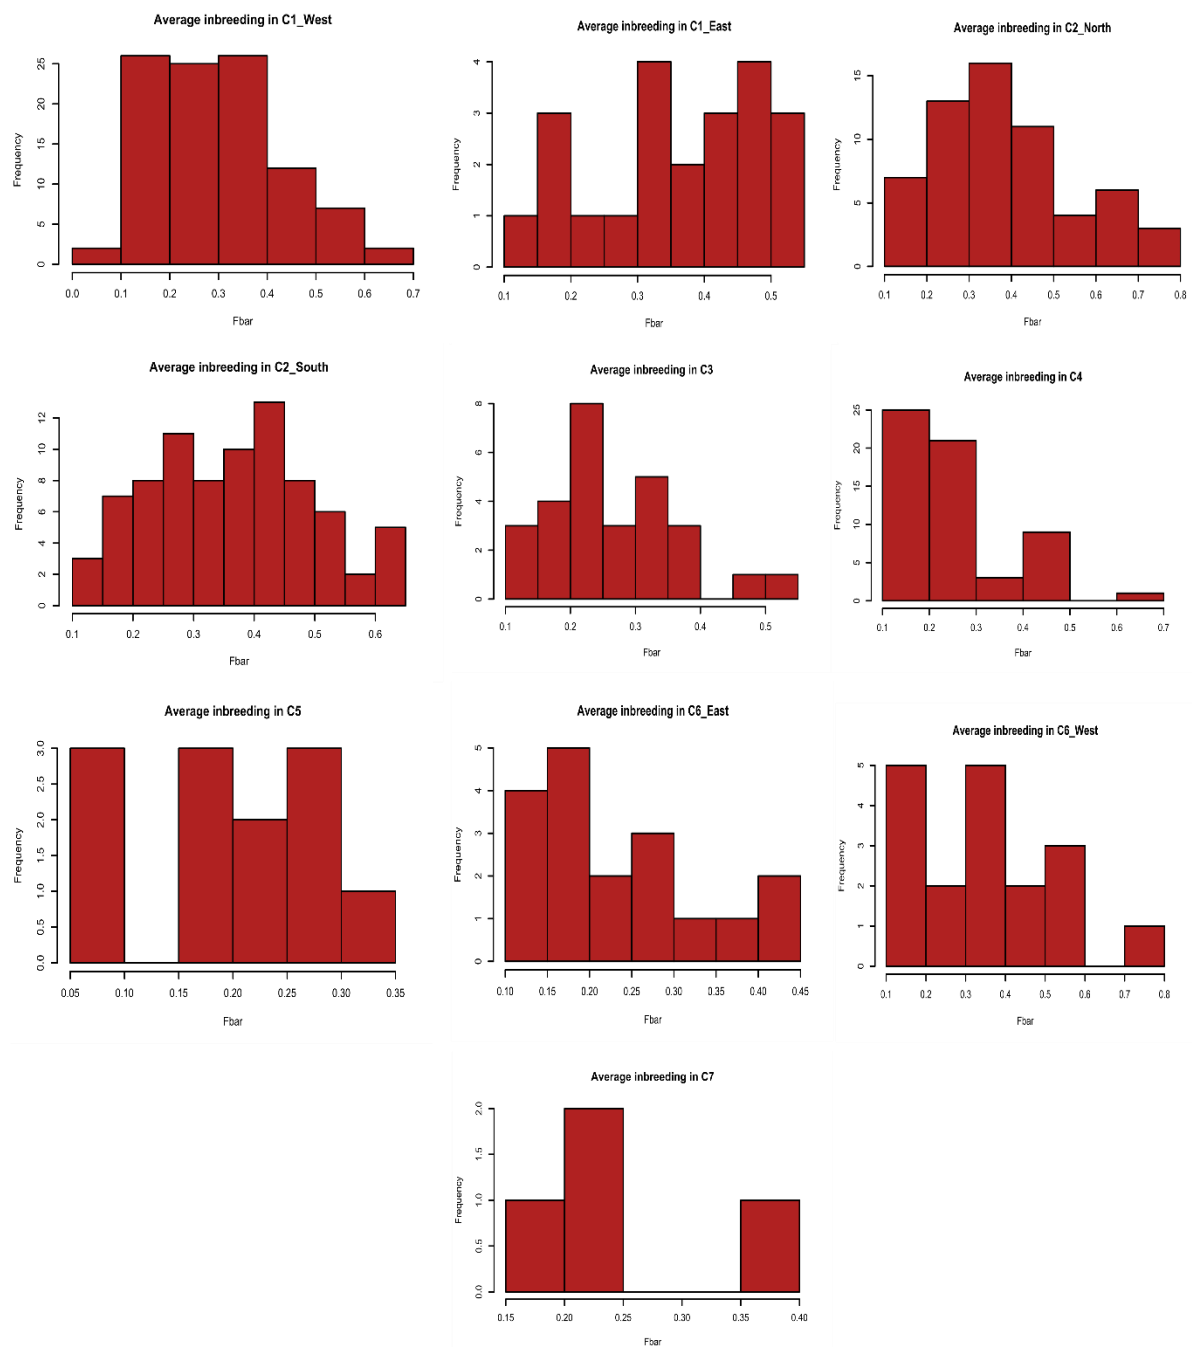 Average inbreeding in C1_West
Frequency
0 5 15 25
0.0 0.1 0.2 0.3 0.4 0.5 0.6 0.7
Fbar
Average inbreeding in C1_East
Frequency
0 1 2 3 4
0.1 0.2 0.3 0.4 0.5
Fbar
Average inbreeding in C2_North
Frequency
0 5 10 15
0.1 0.2 0.3 0.4 0.5 0.6 0.7 0.8
Fbar
Average inbreeding in C2_South
Frequency
0 2 4 6 8 10 12
0.1 0.2 0.3 0.4 0.5 0.6
Fbar
Average inbreeding in C3
Frequency
0 2 4 6 8
0.1 0.2 0.3 0.4 0.5
Fbar
Average inbreeding in C4
Frequency
0 5 10 15 20 25
0.1 0.2 0.3 0.4 0.5 0.6 0.7
Fbar
Average inbreeding in C5
Frequency
0.0 0.5 1.0 1.5 2.0 2.5 3.0
0.05 0.10 0.15 0.20 0.25 0.30 0.35
Fbar
Average inbreeding in C6_East
Frequency
0 1 2 3 4 5
0.10 0.15 0.20 0.25 0.30 0.35 0.40 0.45
Fbar
Average inbreeding in C6_West
Frequency
0 1 2 3 4 5
0.1 0.2 0.3 0.4 0.5 0.6 0.7 0.8
Fbar
Average inbreeding in C7
Frequency
0.0 0.5 1.0 1.5 2.0
0.15 0.20 0.25 0.30 0.35 0.40
Fbar